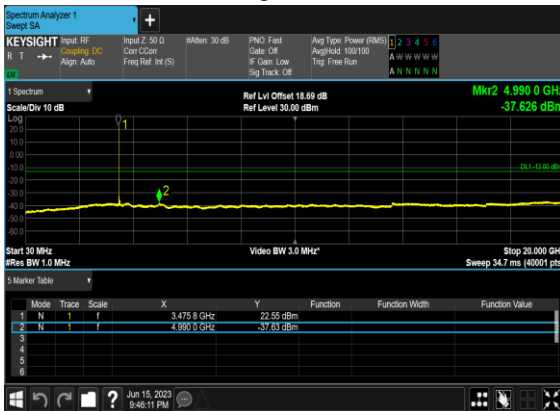 Spectrum Analyzer 1
Swept SA
+
KEYSIGHT Input: RF Input Z: 50 Ω #Atten: 30 dB PNO: Fast Avg Type: Power (RMS) 1 2 3 4 5 6
R T Coupling: DC Corr CCorr Gate: Off Avg|Hold: 100/100 A W W W W W
Align: Auto Freq Ref: Int (S) IF Gain: Low Trig: Free Run
Sig Track: Off A N N N N N
1 Spectrum Ref Lvl Offset 18.69 dB Mkr2 4.990 0 GHz
Scale/Div 10 dB Ref Level 30.00 dBm -37.626 dBm
Log
20.0
10.0
0.00
-10.0
-20.0
-30.0
-40.0
-50.0
-60.0
1
2
DL1 -13.00 dBm
Start 30 MHz Video BW 3.0 MHz* Stop 20.000 GH
#Res BW 1.0 MHz Sweep 34.7 ms (40001 pts
5 Marker Table
Mode Trace Scale X Y Function Function Width Function Value
1 N 1 f 3.475 8 GHz 22.55 dBm
2 N 1 f 4.990 0 GHz -37.63 dBm
3
4
5
6
? Jun 15, 2023
9:46:11 PM